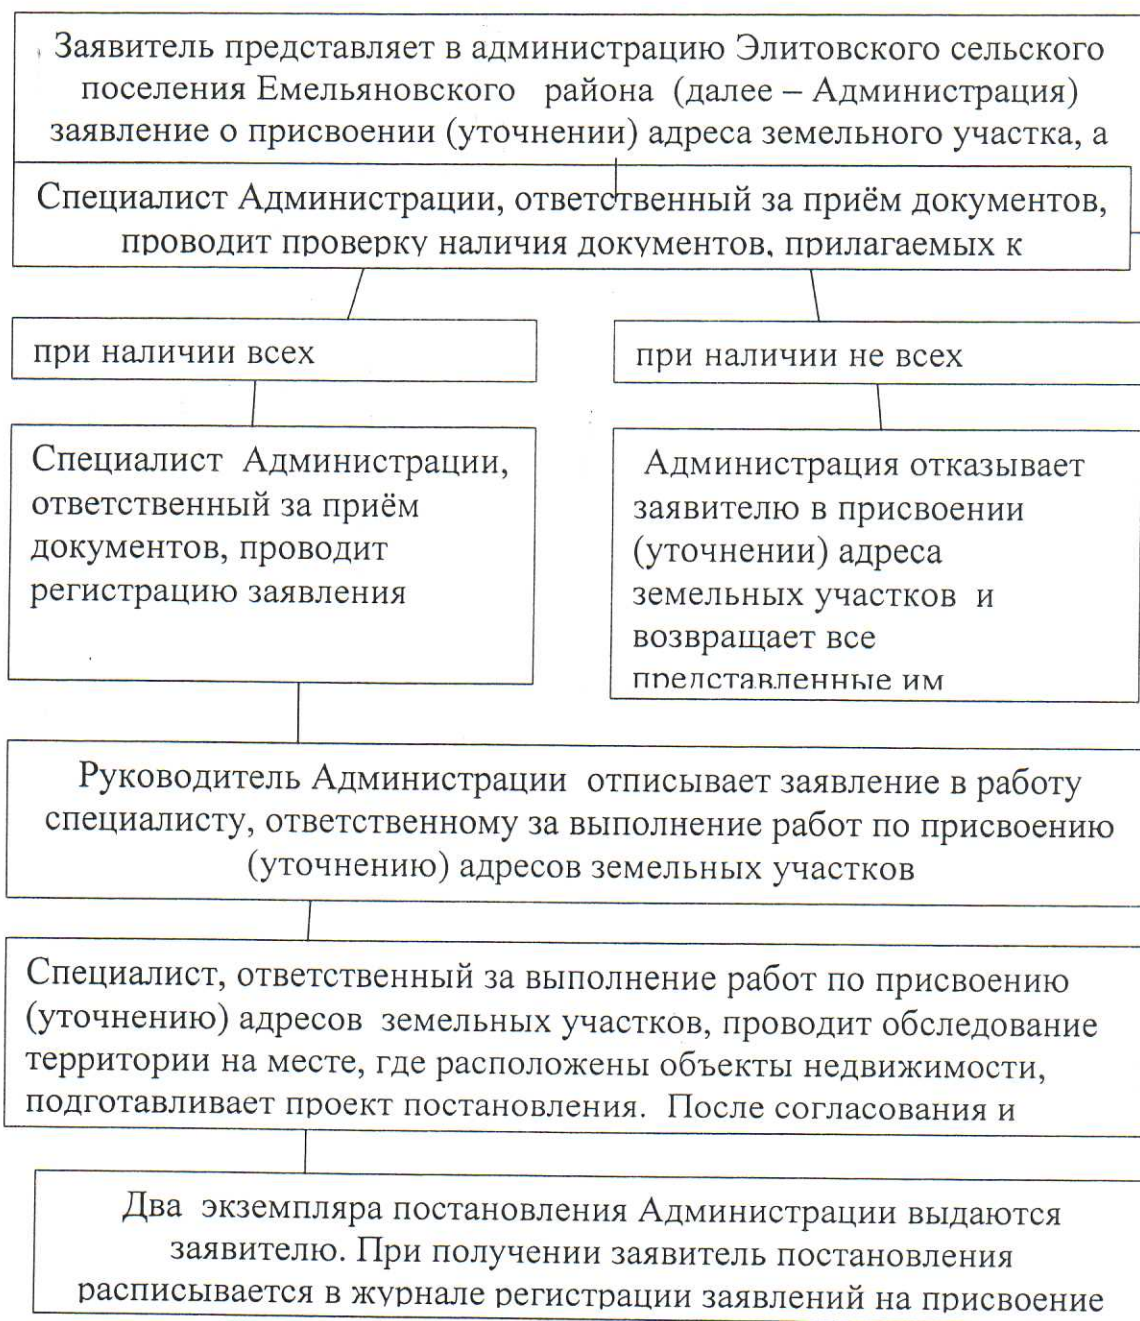 Заявитель представляет в администрацию Элитовского сельского
поселения Емельяновского района (далее – Администрация)
заявление о присвоении (уточнении) адреса земельного участка, а
Специалист Администрации, ответственный за приём документов,
проводит проверку наличия документов, прилагаемых к
при наличии всех
при наличии не всех
Специалист Администрации,
ответственный за приём
документов, проводит
регистрацию заявления
Администрация отказывает
заявителю в присвоении
(уточнении) адреса
земельных участков и
возвращает все
представленные им
Руководитель Администрации отписывает заявление в работу
специалисту, ответственному за выполнение работ по присвоению
(уточнению) адресов земельных участков
Специалист, ответственный за выполнение работ по присвоению
(уточнению) адресов земельных участков, проводит обследование
территории на месте, где расположены объекты недвижимости,
подготавливает проект постановления. После согласования и
Два экземпляра постановления Администрации выдаются
заявителю. При получении заявитель постановления
расписывается в журнале регистрации заявлений на присвоение